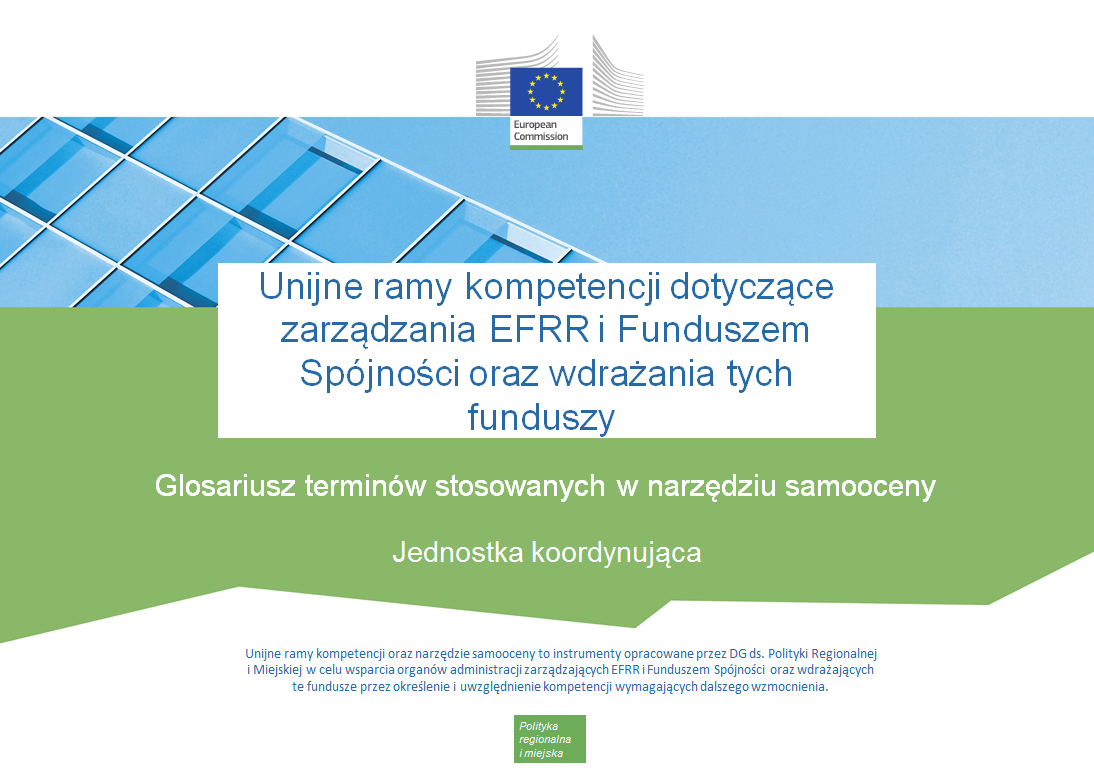 European
Commission
Unijne ramy kompetencji dotyczące
zarządzania EFRR i Funduszem
Spójności oraz wdrażania tych
funduszy
Glosariusz terminów stosowanych w narzędziu samooceny
Jednostka koordynująca
Unijne ramy kompetencji oraz narzędzie samooceny to instrumenty opracowane przez DG ds. Polityki Regionalnej
i Miejskiej w celu wsparcia organów administracji zarządzających EFRR i Funduszem Spójności oraz wdrażających
te fundusze przez określenie i uwzględnienie kompetencji wymagających dalszego wzmocnienia.
Polityka
regionalna
i miejska